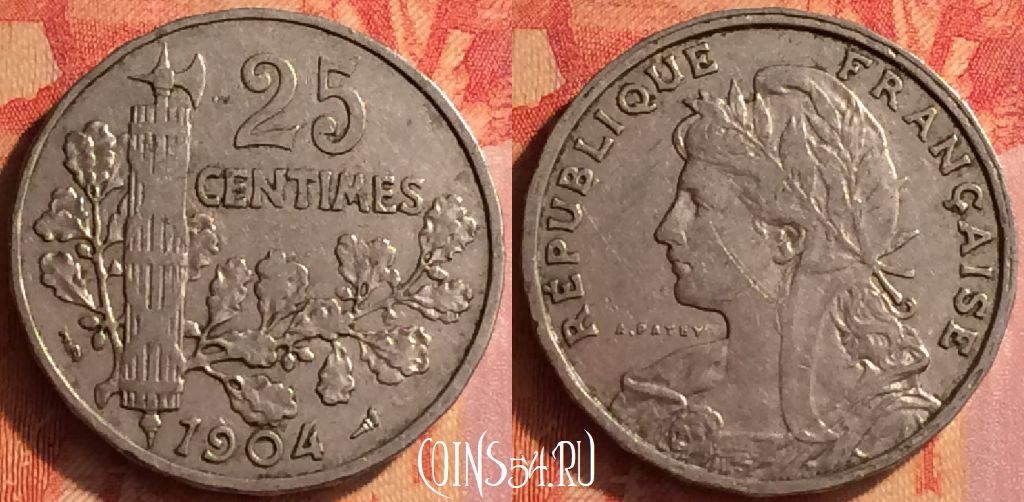 25
CENTIMES
1904
RÉPUBLIQUE FRANÇAISE
A. PATEY
COINS54.RU